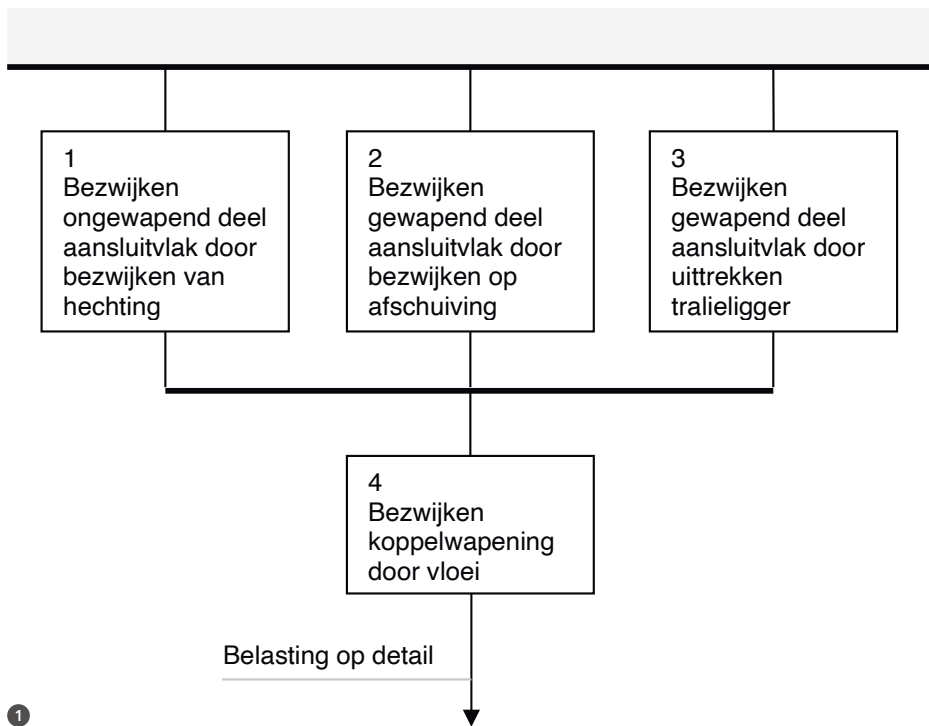 1
Bezwijken
ongewapend deel
aansluitvlak door
bezwijken van
hechting
2
Bezwijken
gewapend deel
aansluitvlak door
bezwijken op
afschuiving
3
Bezwijken
gewapend deel
aansluitvlak door
uittrekken
tralieligger
4
Bezwijken
koppelwapening
door vloei
Belasting op detail
1